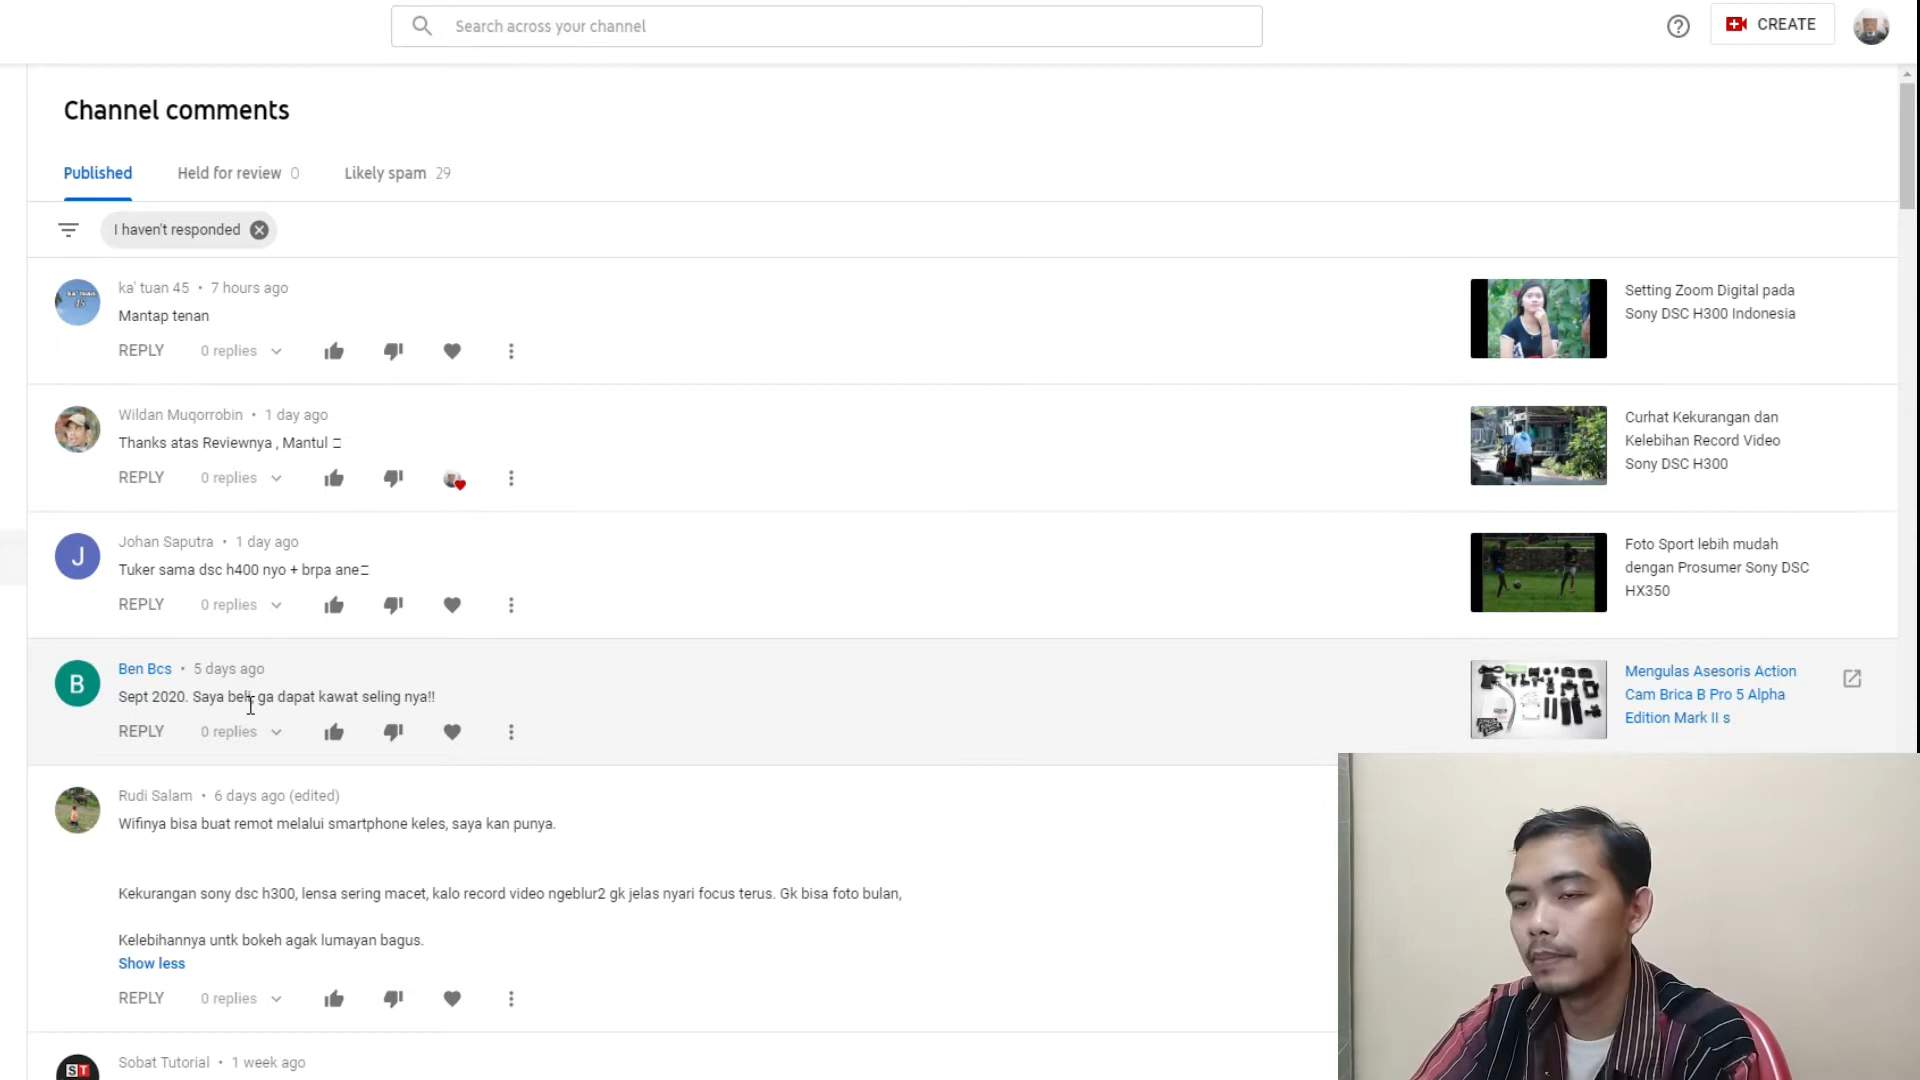 Search across your channel
CREATE
Channel comments
Published
Held for review 0
Likely spam 29
I haven't responded
ka' tuan 45 • 7 hours ago
Mantap tenan
REPLY 0 replies
Setting Zoom Digital pada
Sony DSC H300 Indonesia
Wildan Muqorrobin • 1 day ago
Thanks atas Reviewnya , Mantul
REPLY 0 replies
Curhat Kekurangan dan
Kelebihan Record Video
Sony DSC H300
J
Johan Saputra • 1 day ago
Tuker sama dsc h400 nyo + brpa ane
REPLY 0 replies
Foto Sport lebih mudah
dengan Prosumer Sony DSC
HX350
B
Ben Bcs • 5 days ago
Sept 2020. Saya beli, ga dapat kawat seling nya!!
REPLY 0 replies
Mengulas Asesoris Action
Cam Brica B Pro 5 Alpha
Edition Mark II s
Rudi Salam • 6 days ago (edited)
Wifinya bisa buat remot melalui smartphone keles, saya kan punya.
Kekurangan sony dsc h300, lensa sering macet, kalo record video ngeblur2 gk jelas nyari focus terus. Gk bisa foto bulan,
Kelebihannya untk bokeh agak lumayan bagus.
Show less
REPLY 0 replies
ST
Sobat Tutorial • 1 week ago